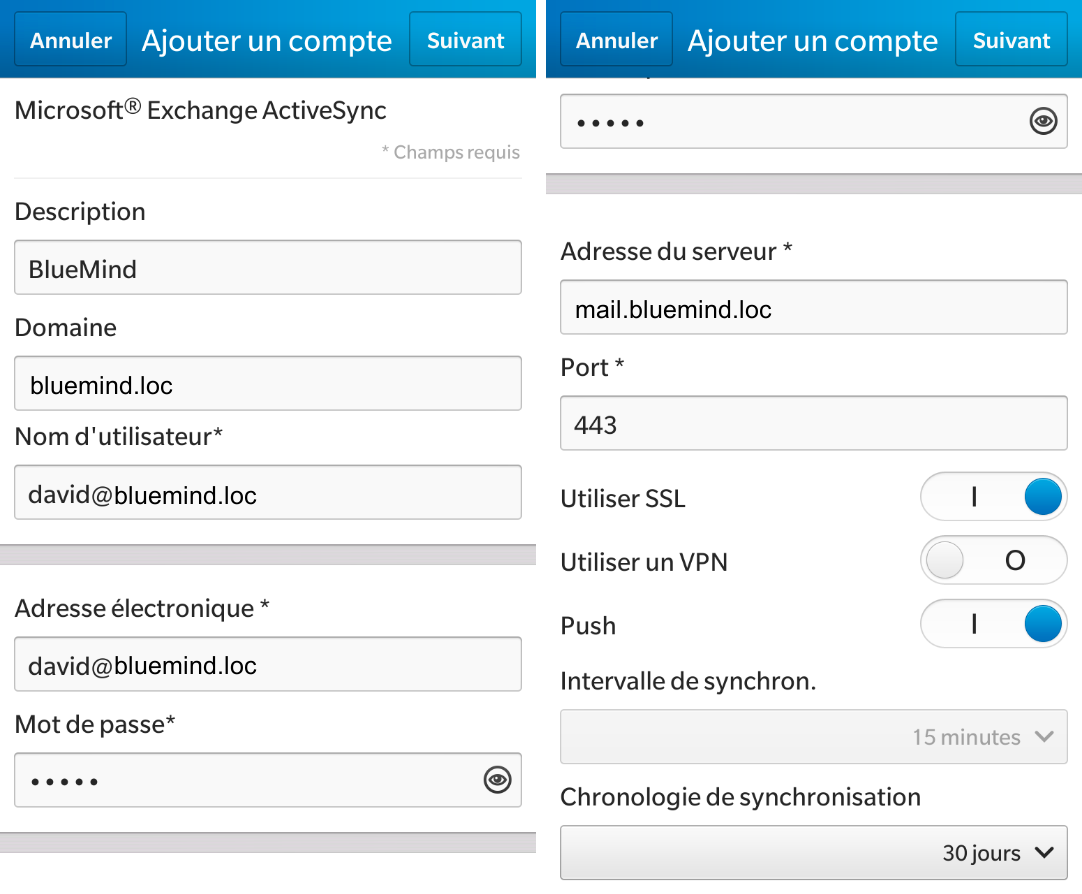 Annuler Ajouter un compte Suivant
Microsoft® Exchange ActiveSync
* Champs requis
Description
BlueMind
Domaine
bluemind.loc
Nom d'utilisateur*
david@bluemind.loc
Adresse électronique *
david@bluemind.loc
Mot de passe*
•••••
Annuler Ajouter un compte Suivant
•••••
Adresse du serveur *
mail.bluemind.loc
Port *
443
Utiliser SSL
Utiliser un VPN
Push
Intervalle de synchron.
15 minutes
Chronologie de synchronisation
30 jours